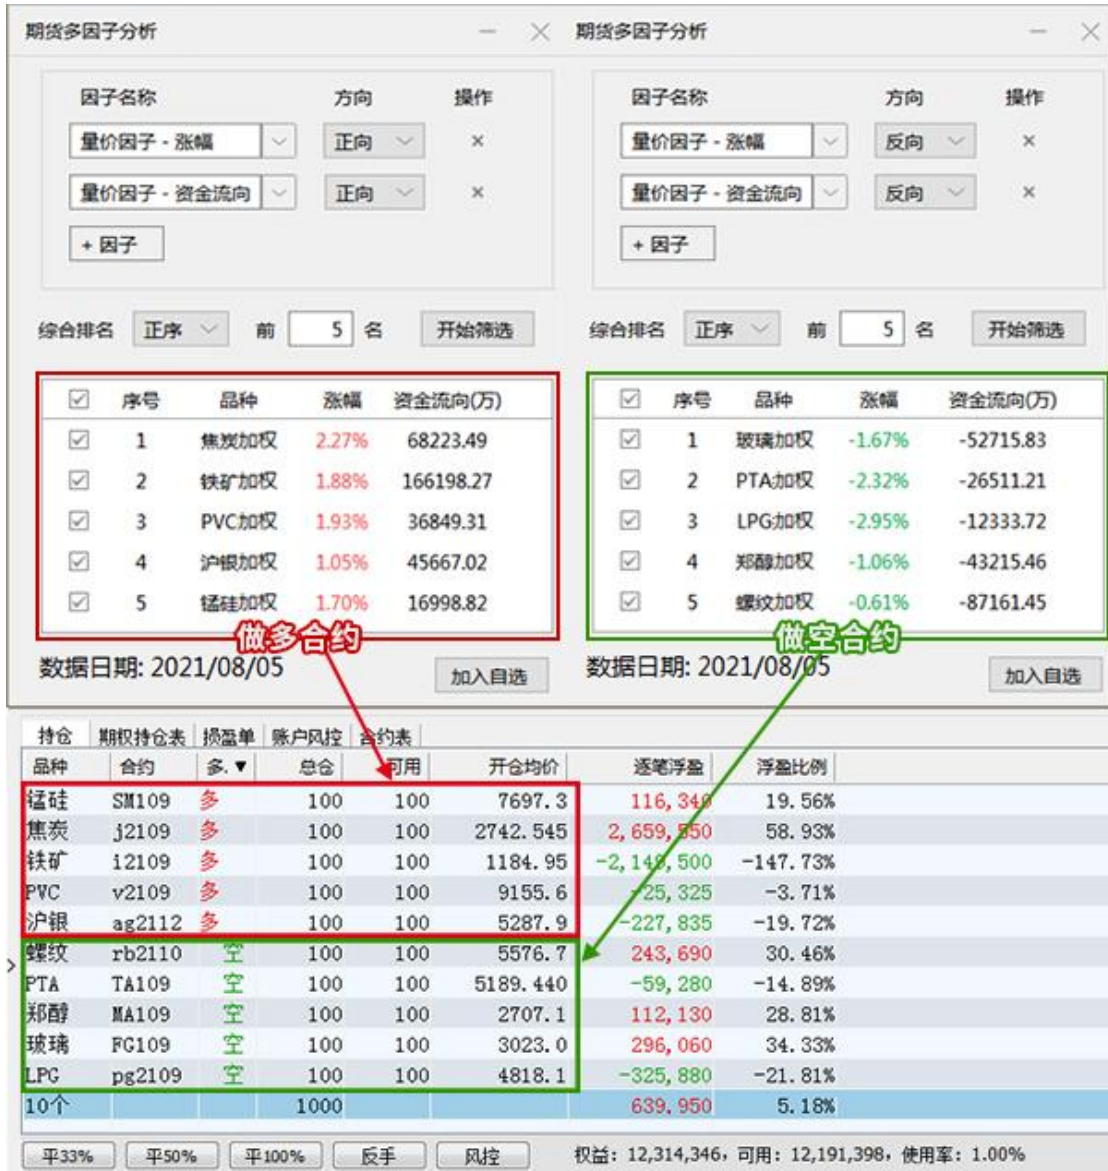 期货多因子分析
因子名称 方向 操作
量价因子 - 涨幅 正向 ×
量价因子 - 资金流向 正向 ×
+ 因子
综合排名 正序 前 5 名 开始筛选
序号 品种 涨幅 资金流向(万)
1 焦炭加权 2.27% 68223.49
2 铁矿加权 1.88% 166198.27
3 PVC加权 1.93% 36849.31
4 沪银加权 1.05% 45667.02
5 锰硅加权 1.70% 16998.82
做多合约
数据日期: 2021/08/05 加入自选
期货多因子分析
因子名称 方向 操作
量价因子 - 涨幅 反向 ×
量价因子 - 资金流向 反向 ×
+ 因子
综合排名 正序 前 5 名 开始筛选
序号 品种 涨幅 资金流向(万)
1 玻璃加权 -1.67% -52715.83
2 PTA加权 -2.32% -26511.21
3 LPG加权 -2.95% -12333.72
4 郑醇加权 -1.06% -43215.46
5 螺纹加权 -0.61% -87161.45
做空合约
数据日期: 2021/08/05 加入自选
持仓 期权持仓表 损盈单 账户风控 合约表
品种 合约 多.▼ 总仓 可用 开仓均价 逐笔浮盈 浮盈比例
锰硅 SM109 多 100 100 7697.3 116,340 19.56%
焦炭 j2109 多 100 100 2742.545 2,659,550 58.93%
铁矿 i2109 多 100 100 1184.95 -2,149,500 -147.73%
PVC v2109 多 100 100 9155.6 -25,325 -3.71%
沪银 ag2112 多 100 100 5287.9 -227,835 -19.72%
螺纹 rb2110 空 100 100 5576.7 243,690 30.46%
PTA TA109 空 100 100 5189.440 -59,280 -14.89%
郑醇 MA109 空 100 100 2707.1 112,130 28.81%
玻璃 FG109 空 100 100 3023.0 296,060 34.33%
LPG pg2109 空 100 100 4818.1 -325,880 -21.81%
10个 1000 639,950 5.18%
平33% 平50% 平100% 反手 风控 权益: 12,314,346, 可用: 12,191,398, 使用率: 1.00%